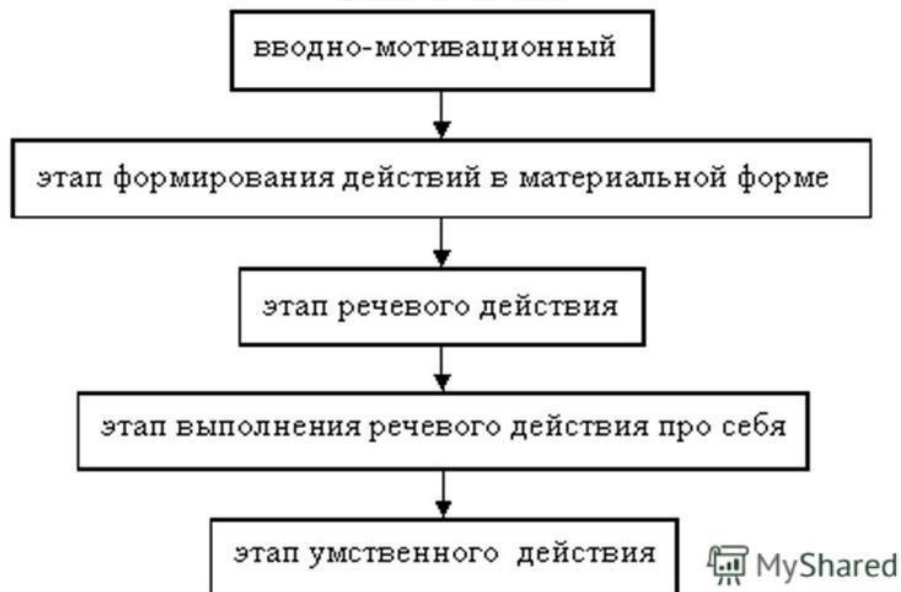 вводно-мотивационный
этап формирования действий в материальной форме
этап речевого действия
этап выполнения речевого действия про себя
этап умственного действия
MyShared